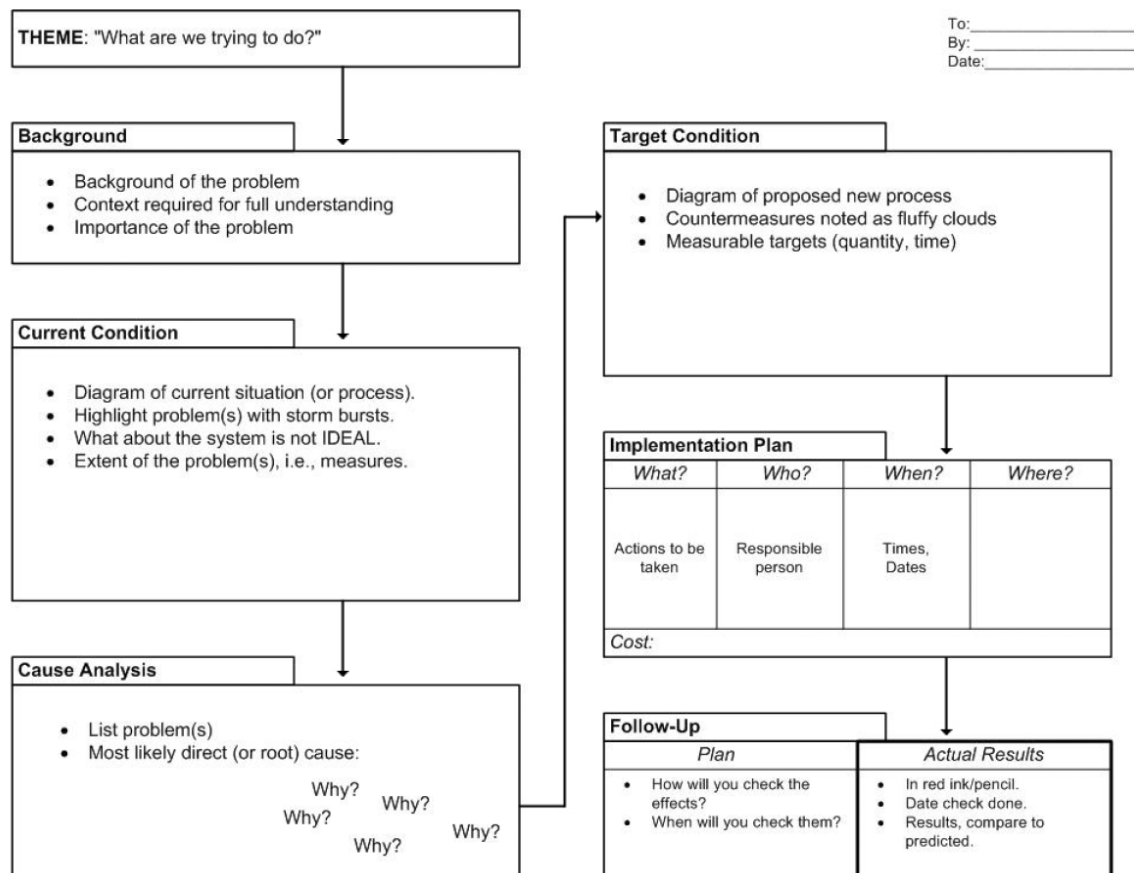 THEME: "What are we trying to do?"
To:
By:
Date:
Background
• Background of the problem
• Context required for full understanding
• Importance of the problem
Current Condition
• Diagram of current situation (or process).
• Highlight problem(s) with storm bursts.
• What about the system is not IDEAL.
• Extent of the problem(s), i.e., measures.
Cause Analysis
• List problem(s)
• Most likely direct (or root) cause:
Why?
Why?
Why?
Why?
Why?
Target Condition
• Diagram of proposed new process
• Countermeasures noted as fluffy clouds
• Measurable targets (quantity, time)
Implementation Plan
What? Who? When? Where?
Actions to be taken
Responsible person
Times, Dates
Cost:
Follow-Up
Plan
• How will you check the
effects?
• When will you check them?
Actual Results
• In red ink/pencil.
• Date check done.
• Results, compare to
predicted.